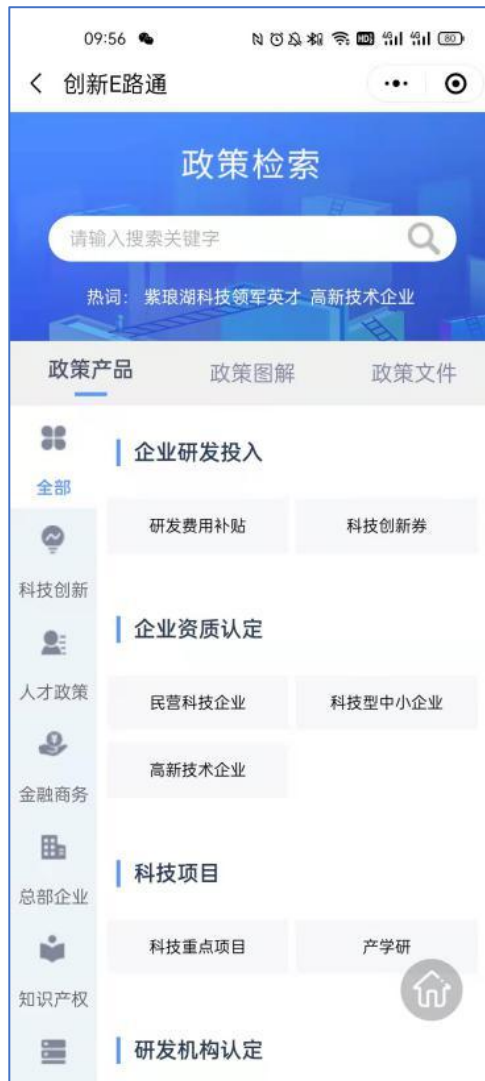 09:56
HD 46 46 80
创新E路通
政策检索
请输入搜索关键字
热词： 紫琅湖科技领军英才 高新技术企业
政策产品 政策图解 政策文件
全部
科技创新
人才政策
金融商务
总部企业
知识产权
企业研发投入
研发费用补贴 科技创新券
企业资质认定
民营科技企业 科技型中小企业
高新技术企业
科技项目
科技重点项目 产学研
研发机构认定